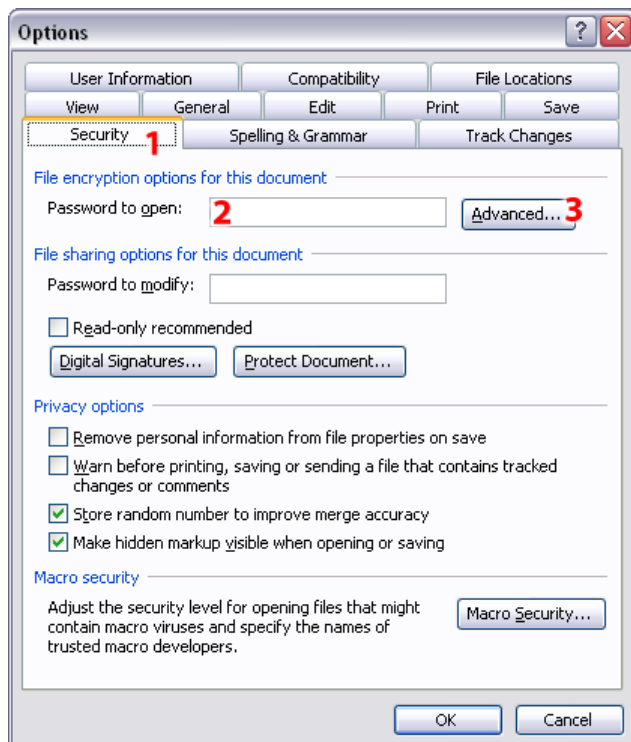 Options
?
User Information Compatibility File Locations
View General Edit Print Save
Security 1 Spelling & Grammar Track Changes
File encryption options for this document
Password to open: 2 Advanced... 3
File sharing options for this document
Password to modify:
Read-only recommended
Digital Signatures... Protect Document...
Privacy options
Remove personal information from file properties on save
Warn before printing, saving or sending a file that contains tracked
changes or comments
Store random number to improve merge accuracy
Make hidden markup visible when opening or saving
Macro security
Adjust the security level for opening files that might
contain macro viruses and specify the names of
trusted macro developers.
Macro Security...
OK Cancel